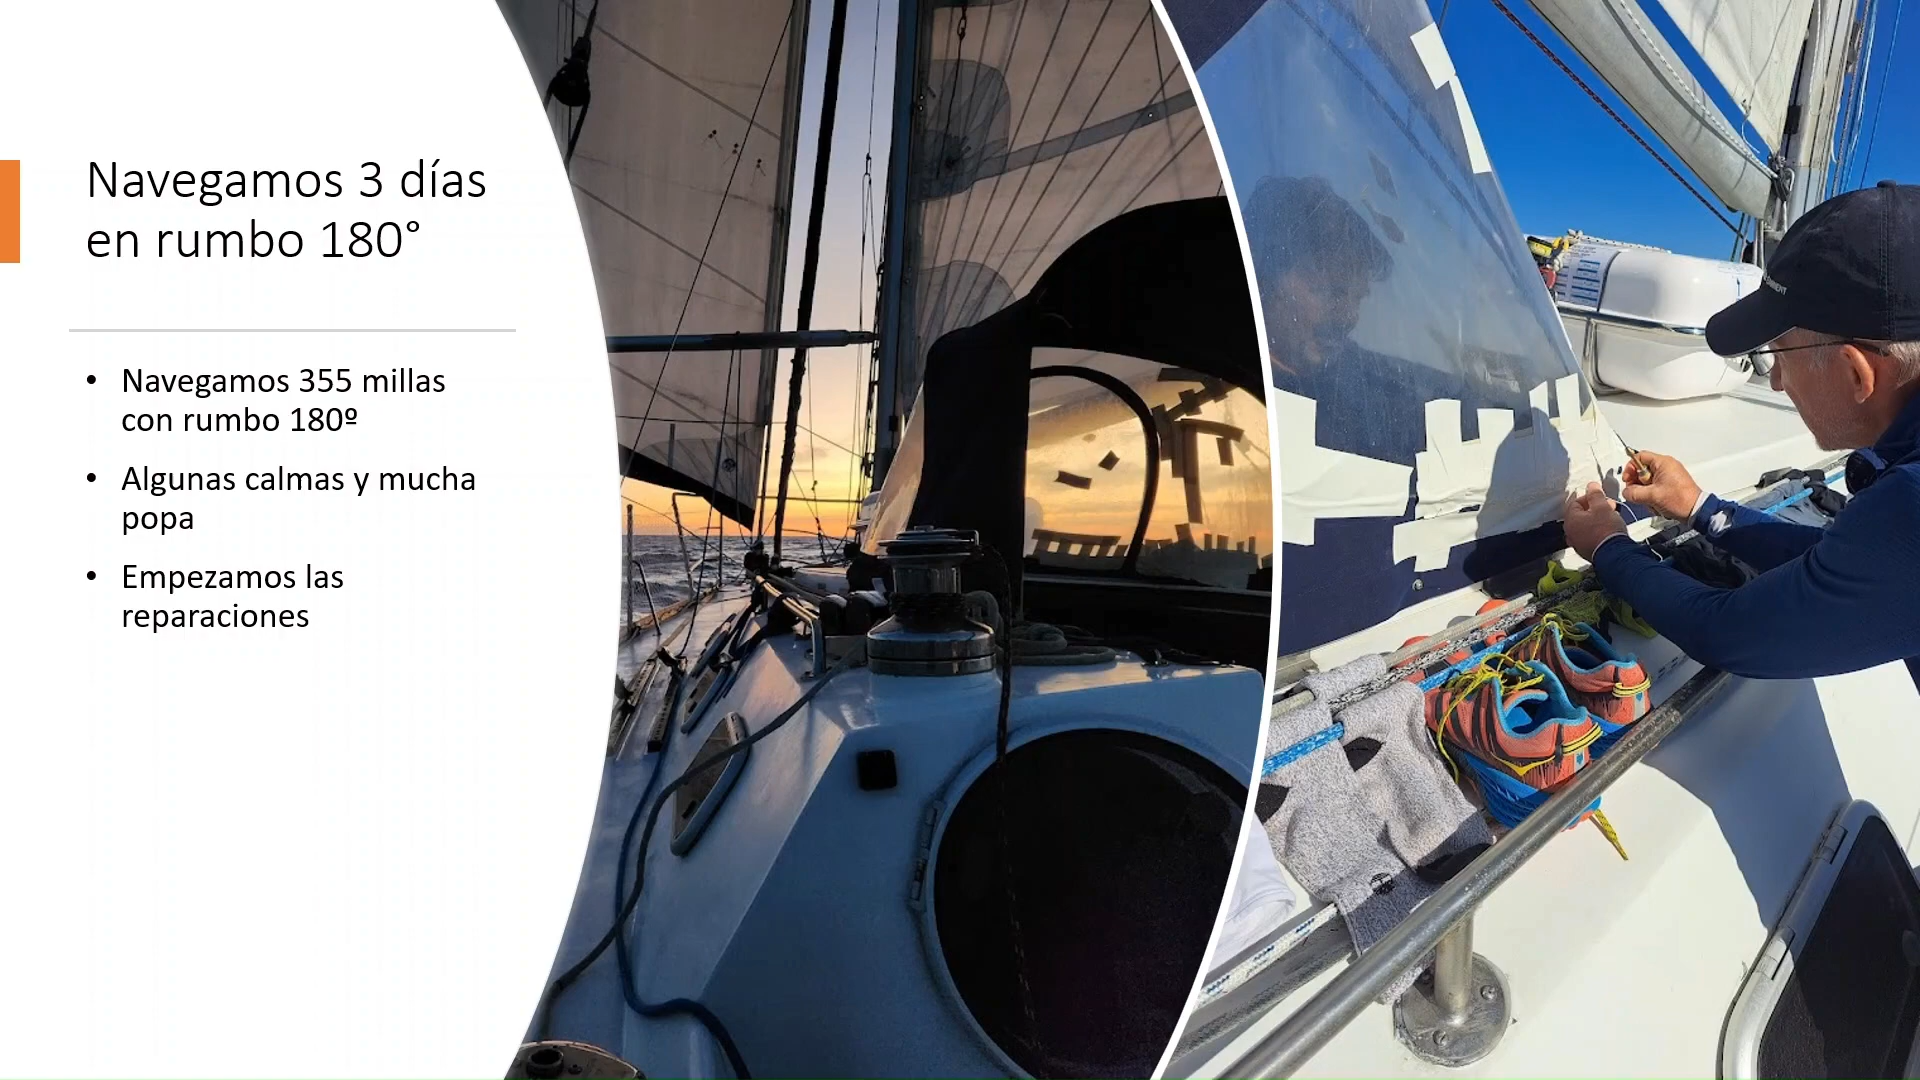 Navegamos 3 días
en rumbo 180°
• Navegamos 355 millas
con rumbo 180º
• Algunas calmas y mucha
popa
• Empezamos las
reparaciones